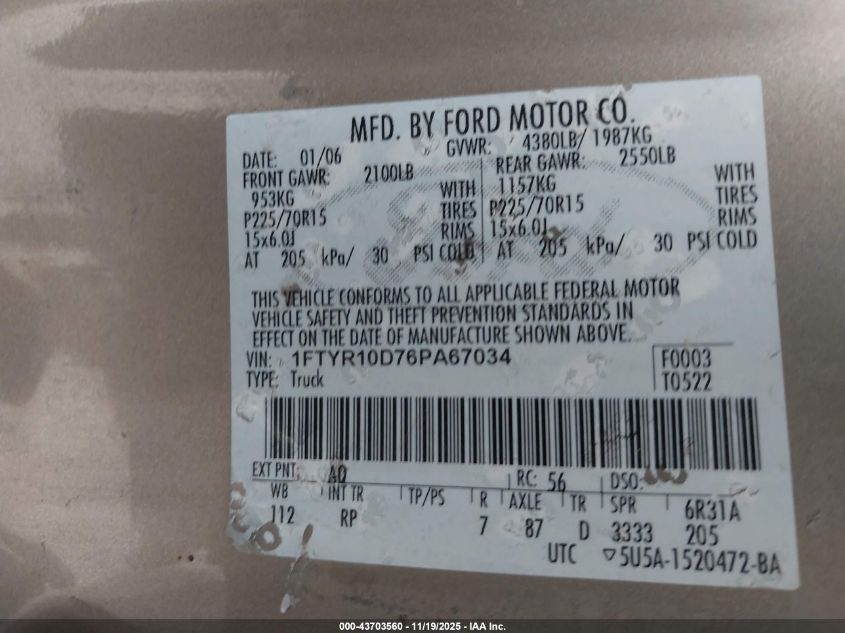 MFD. BY FORD MOTOR CO.
DATE: 01/06 GVWR: 4380LB/ 1987KG
FRONT GAWR: 2100LB REAR GAWR: 2550LB
953KG WITH 1157KG WITH
P225/70R15 TIRES P225/70R15 TIRES
15x6.0J RIMS 15x6.0J RIMS
AT 205 kPa/ 30 PSI COLD AT 205 kPa/ 30 PSI COLD
THIS VEHICLE CONFORMS TO ALL APPLICABLE FEDERAL MOTOR
VEHICLE SAFETY AND THEFT PREVENTION STANDARDS IN
EFFECT ON THE DATE OF MANUFACTURE SHOWN ABOVE.
VIN: 1FTYR10D76PA67034 F0003
TYPE: Truck T0522
EXT PNT: AQ RC: 56 DSO:
WB INT TR TP/PS R AXLE TR SPR 6R31A
112 RP 7 87 D 3333 205
UTC ▽5U5A-1520472-BA
000-43703560 - 11/19/2025 - IAA Inc.